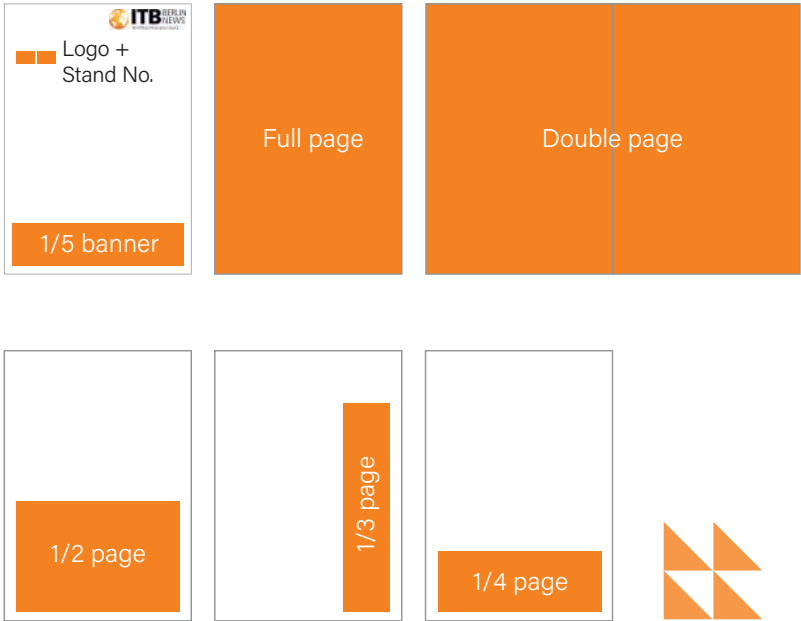 ITB BERLIN
NEWS
Logo +
Stand No.
1/5 banner
Full page
Double page
1/2 page
1/3 page
1/4 page